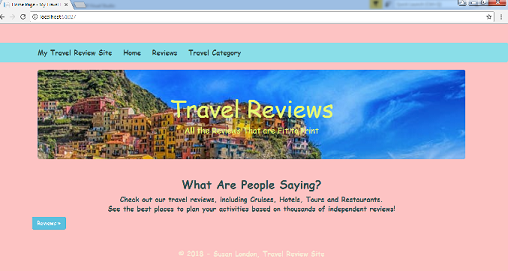 Home Page - My Travel
localhost
My Travel Review Site Home Reviews Travel Category
Travel Reviews
All the Reviews That are Fit to Print
What Are People Saying?
Check out our travel reviews, including Cruises, Hotels, Tours and Restaurants.
See the best places to plan your activities based on thousands of independent reviews!
Reviews »
© 2018 - Susan London, Travel Review Site